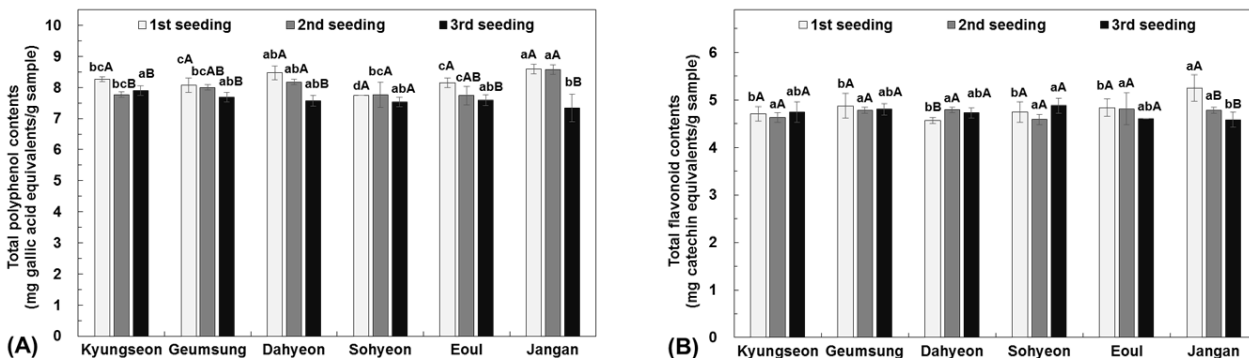 Total polyphenol contents
(mg gallic acid equivalents/g sample)
10
9
8
7
6
5
4
3
2
1
0
1st seeding 2nd seeding 3rd seeding
bcA bcB aB cA bcAB abB abA abA abB dA bcA abA cA cAB abB aA aA bB
Kyungseon Geumsung Dahyeon Sohyeon Eoul Jangan
(A)
Total flavonoid contents
(mg catechin equivalents/g sample)
6
5
4
3
2
1
0
1st seeding 2nd seeding 3rd seeding
bA aA abA bA aA abA bB aA abA bA aA aA bA aA abA aA aB bB
Kyungseon Geumsung Dahyeon Sohyeon Eoul Jangan
(B)